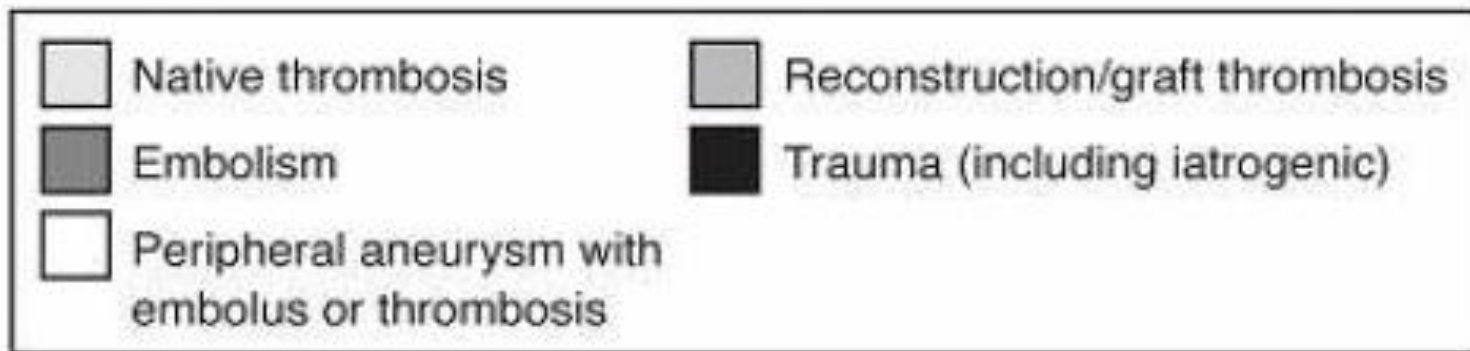 Native thrombosis
Embolism
Peripheral aneurysm with
embolus or thrombosis
Reconstruction/graft thrombosis
Trauma (including iatrogenic)